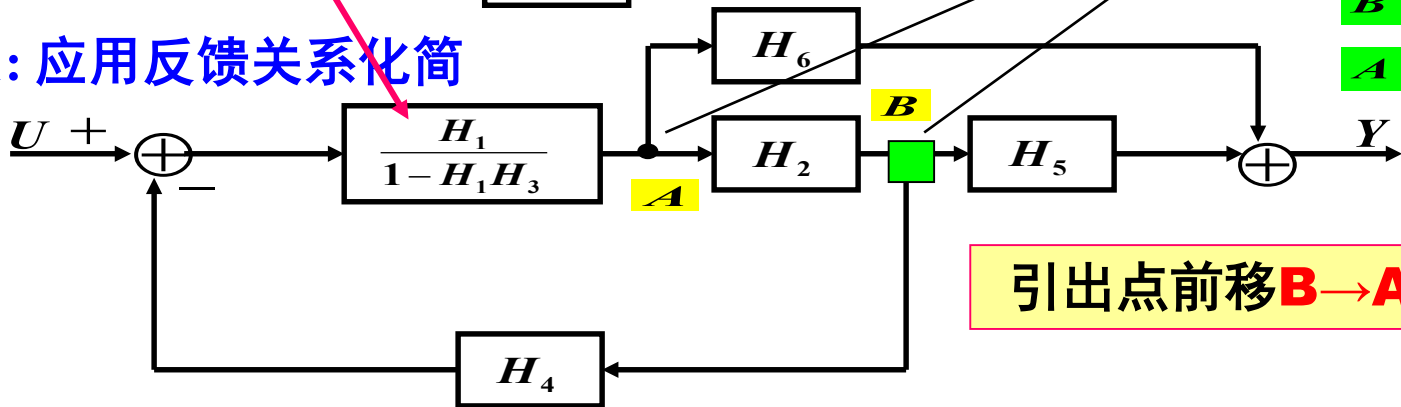 : 应用反馈关系化简
B
A
H₆
U +
H₁
1 − H₁H₃
A
H₂
B
H₅
Y
−
引出点前移B→A
H₄